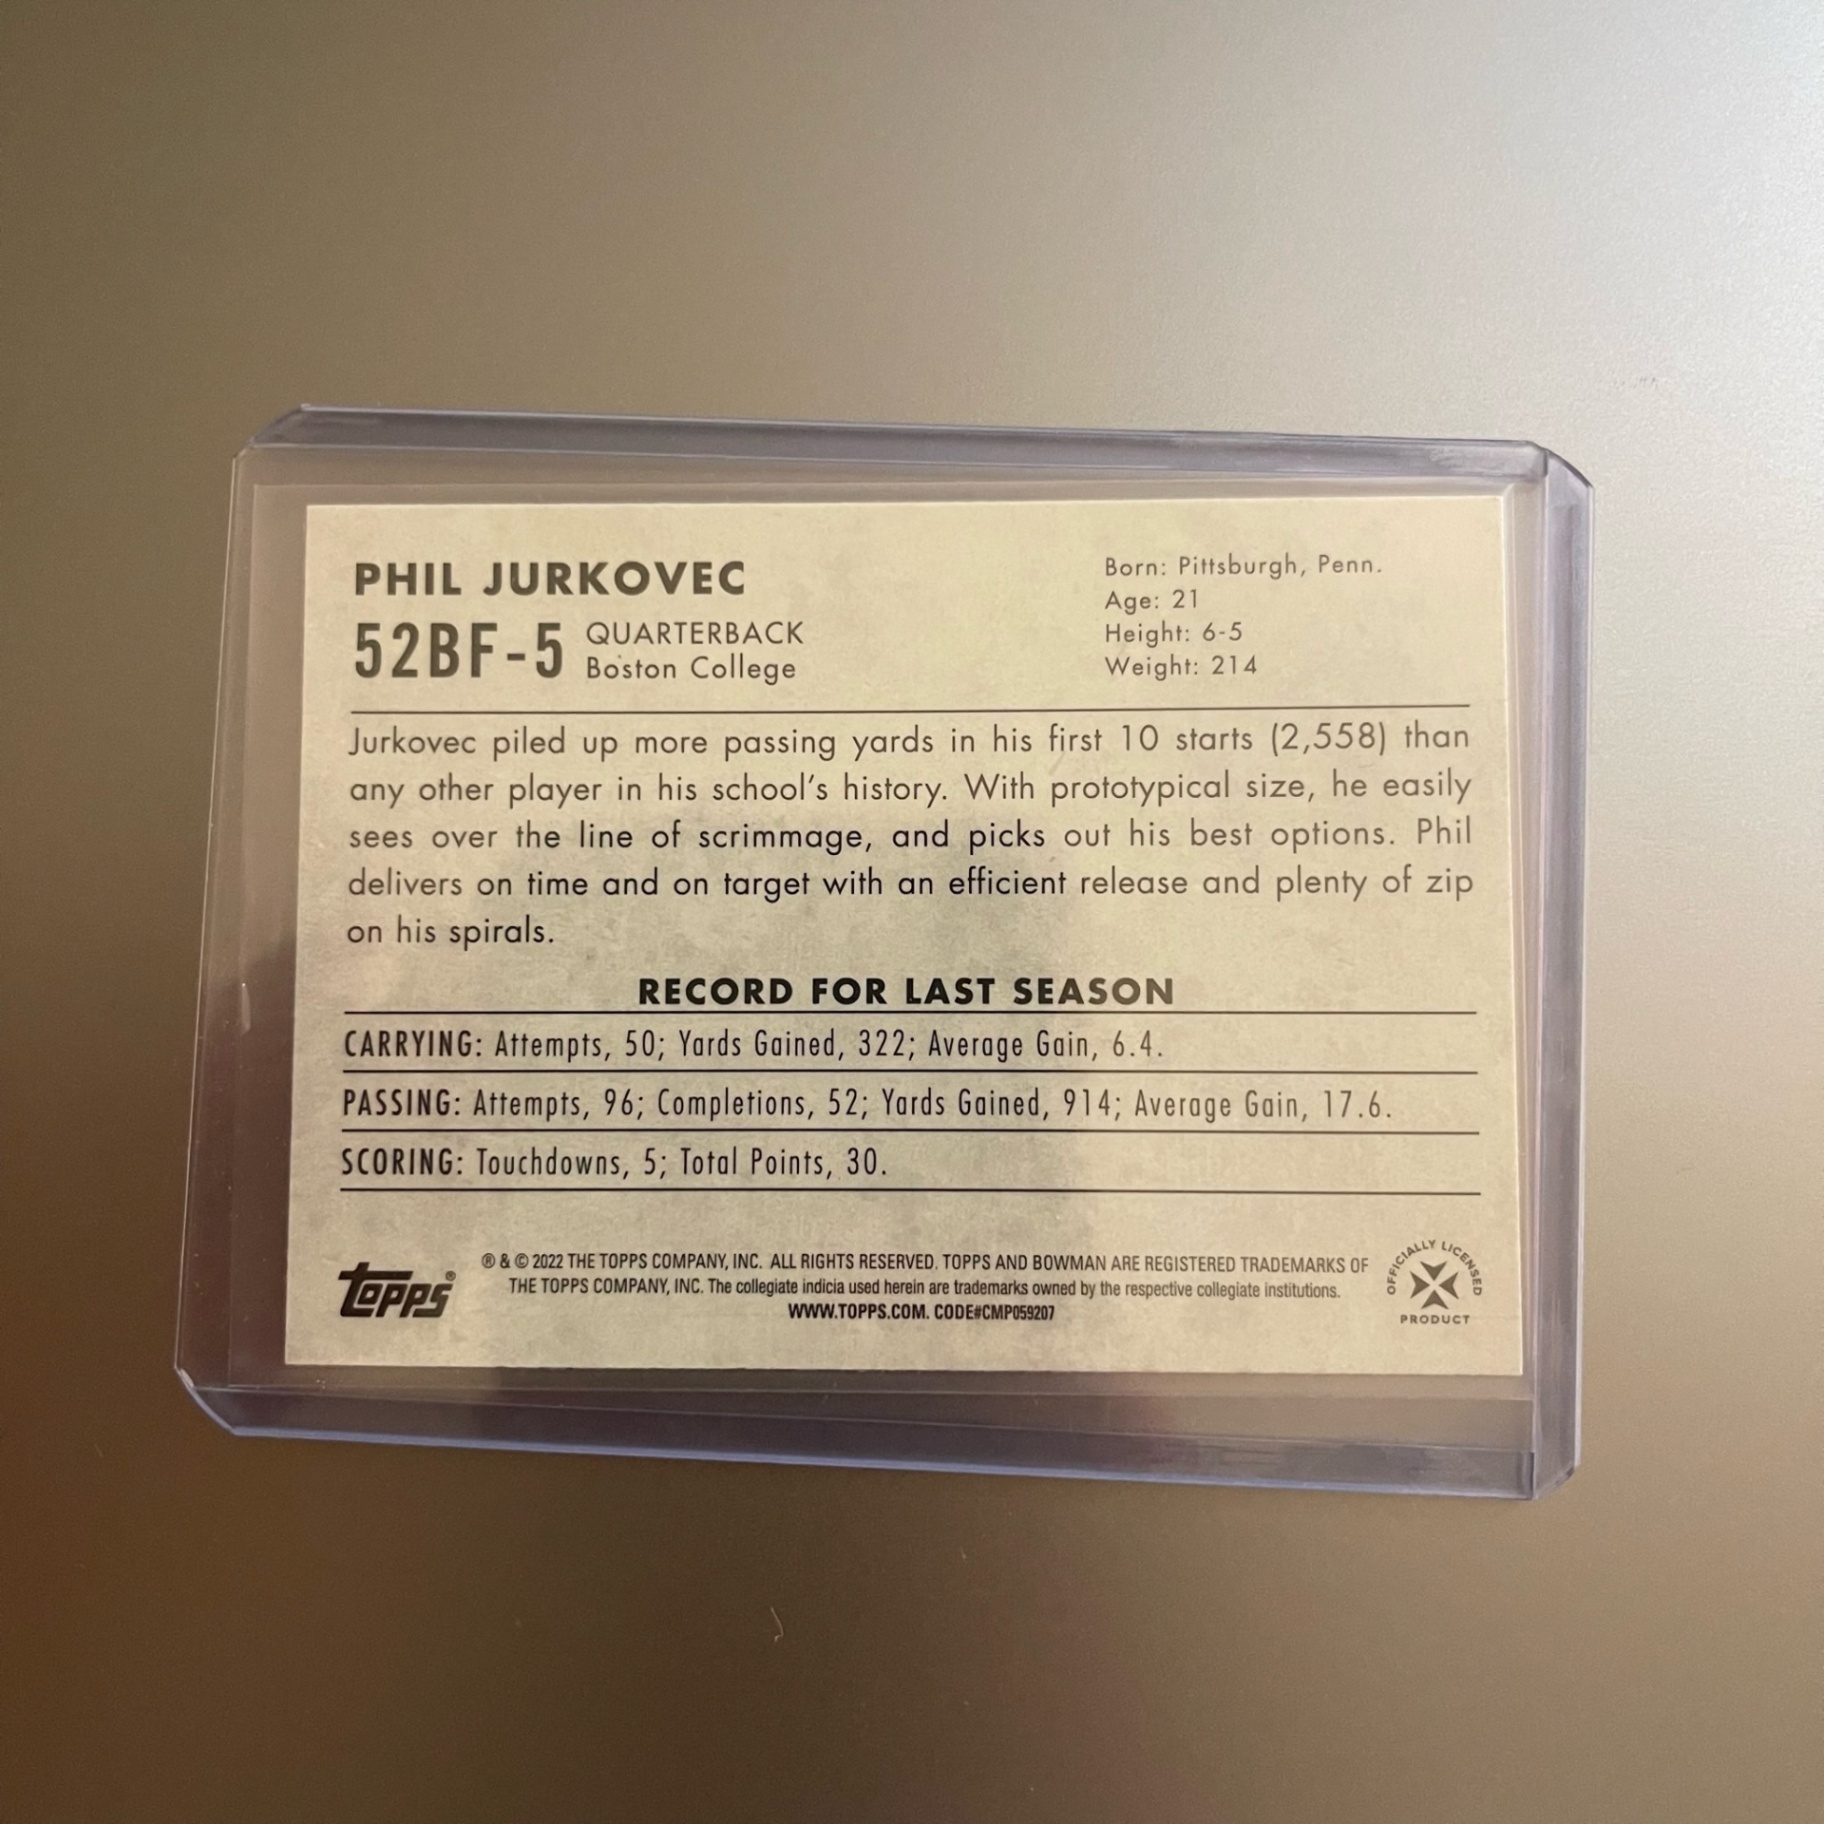 PHIL JURKOVEC
52BF-5
QUARTERBACK
Boston College
Born: Pittsburgh, Penn.
Age: 21
Height: 6-5
Weight: 214
Jurkovec piled up more passing yards in his first 10 starts (2,558) than
any other player in his school's history. With prototypical size, he easily
sees over the line of scrimmage, and picks out his best options. Phil
delivers on time and on target with an efficient release and plenty of zip
on his spirals.
RECORD FOR LAST SEASON
CARRYING: Attempts, 50; Yards Gained, 322; Average Gain, 6.4.
PASSING: Attempts, 96; Completions, 52; Yards Gained, 914; Average Gain, 17.6.
SCORING: Touchdowns, 5; Total Points, 30.
topps®
® & © 2022 THE TOPPS COMPANY, INC. ALL RIGHTS RESERVED. TOPPS AND BOWMAN ARE REGISTERED TRADEMARKS OF
THE TOPPS COMPANY, INC. The collegiate indicia used herein are trademarks owned by the respective collegiate institutions.
WWW.TOPPS.COM. CODE#CMP059207
OFFICIALLY LICENSED
PRODUCT